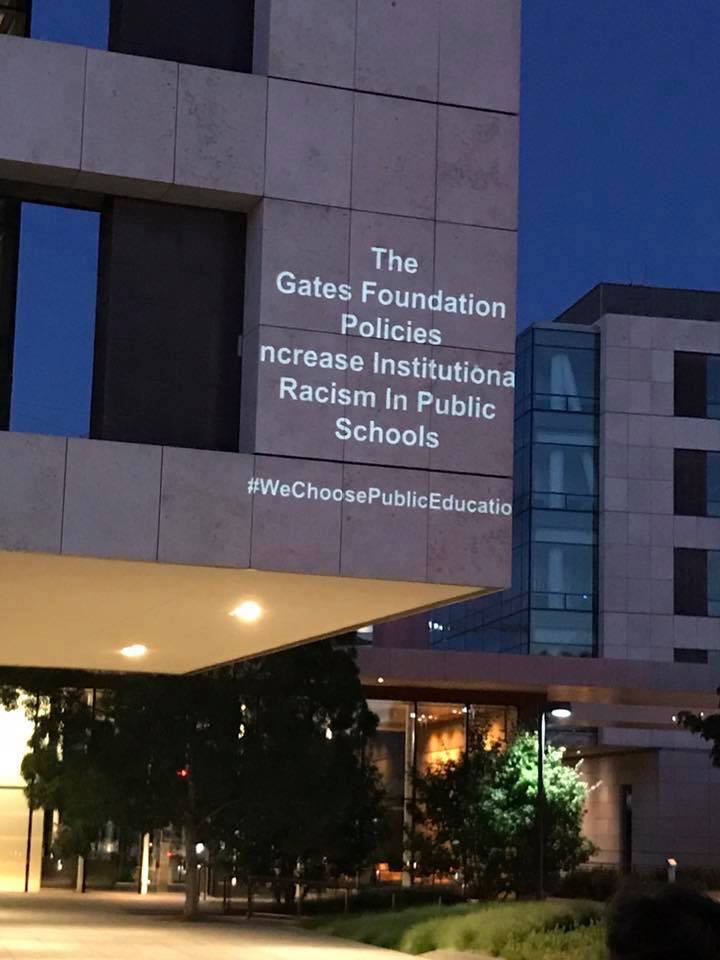 The
Gates Foundation
Policies
ncrease Institutiona
Racism In Public
Schools
#WeChoosePublicEducatio